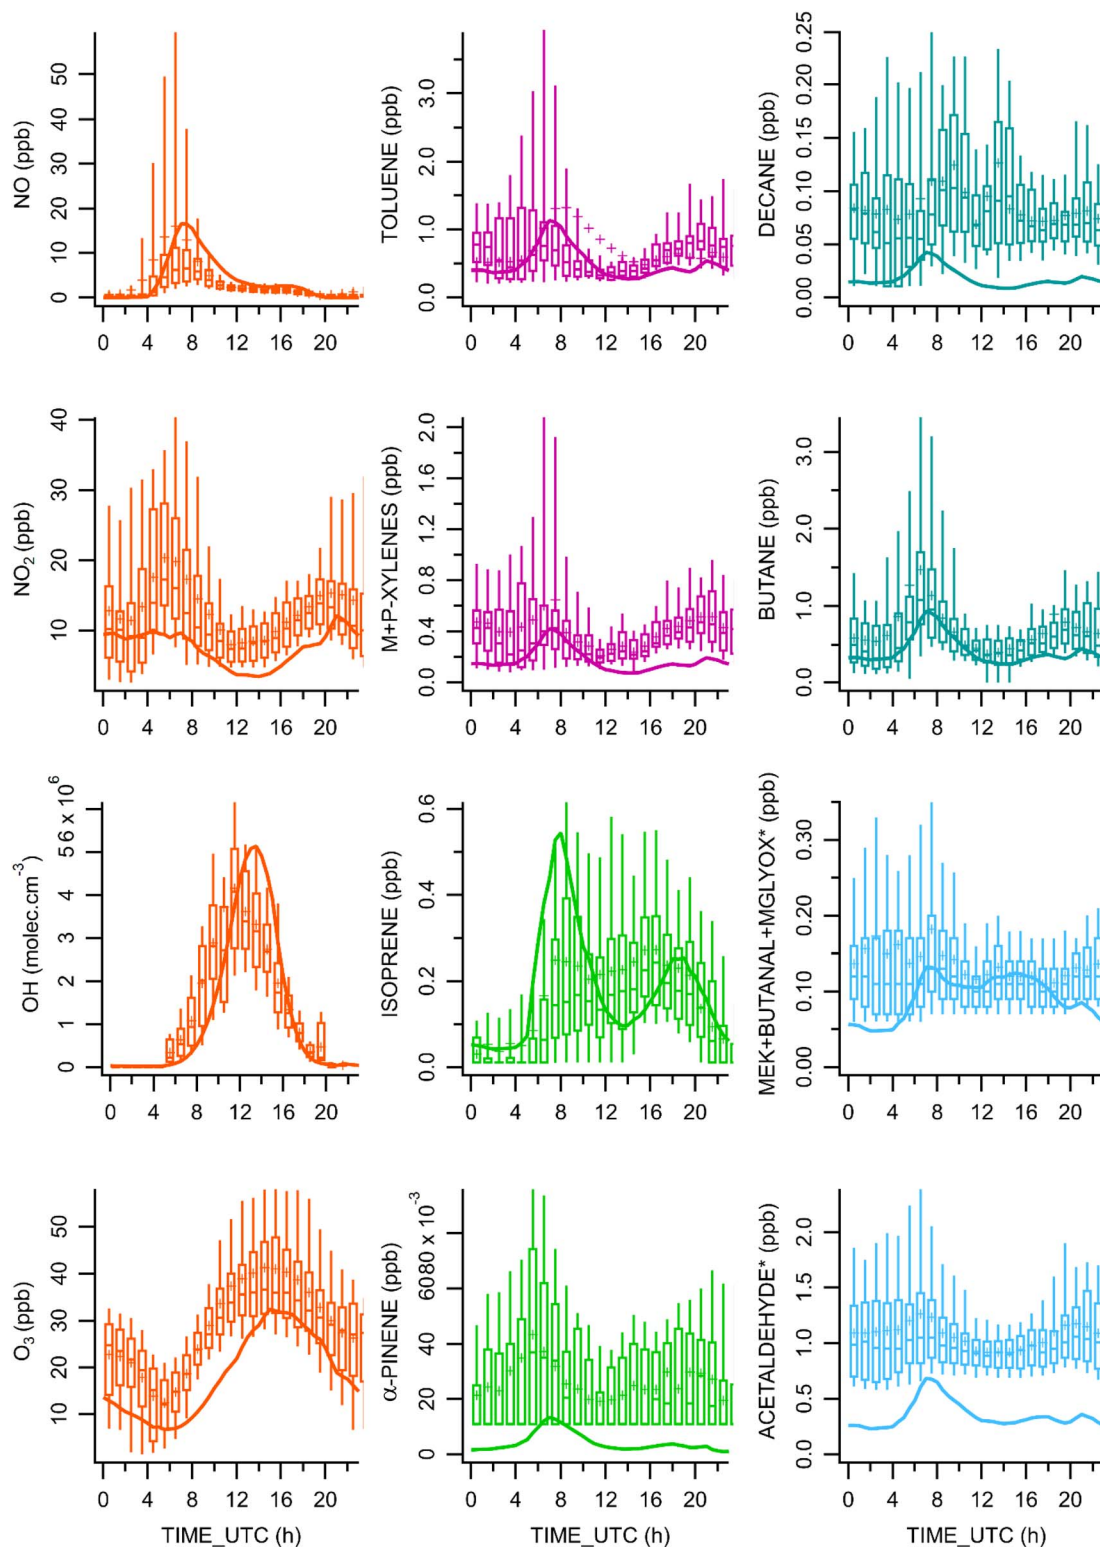 NO (ppb)
50
40
30
20
10
0
0 4 8 12 16 20
TOLUENE (ppb)
3.0
2.0
1.0
0.0
0 4 8 12 16 20
DECANE (ppb)
0.25
0.20
0.15
0.10
0.05
0.00
0 4 8 12 16 20
NO2 (ppb)
40
30
20
10
0 4 8 12 16 20
M+P-XYLENES (ppb)
2.0
1.6
1.2
0.8
0.4
0.0
0 4 8 12 16 20
BUTANE (ppb)
3.0
2.0
1.0
0.0
0 4 8 12 16 20
OH (molec.cm-3)
6 x 10^6
5
4
3
2
1
0
0 4 8 12 16 20
ISOPRENE (ppb)
0.6
0.4
0.2
0.0
0 4 8 12 16 20
MEK+BUTANAL+MGLYOX* (ppb)
0.30
0.20
0.10
0.00
0 4 8 12 16 20
O3 (ppb)
50
40
30
20
10
0 4 8 12 16 20
TIME_UTC (h)
α-PINENE (ppb)
80 x 10^-3
60
40
20
0
0 4 8 12 16 20
TIME_UTC (h)
ACETALDEHYDE* (ppb)
2.0
1.5
1.0
0.5
0.0
0 4 8 12 16 20
TIME_UTC (h)